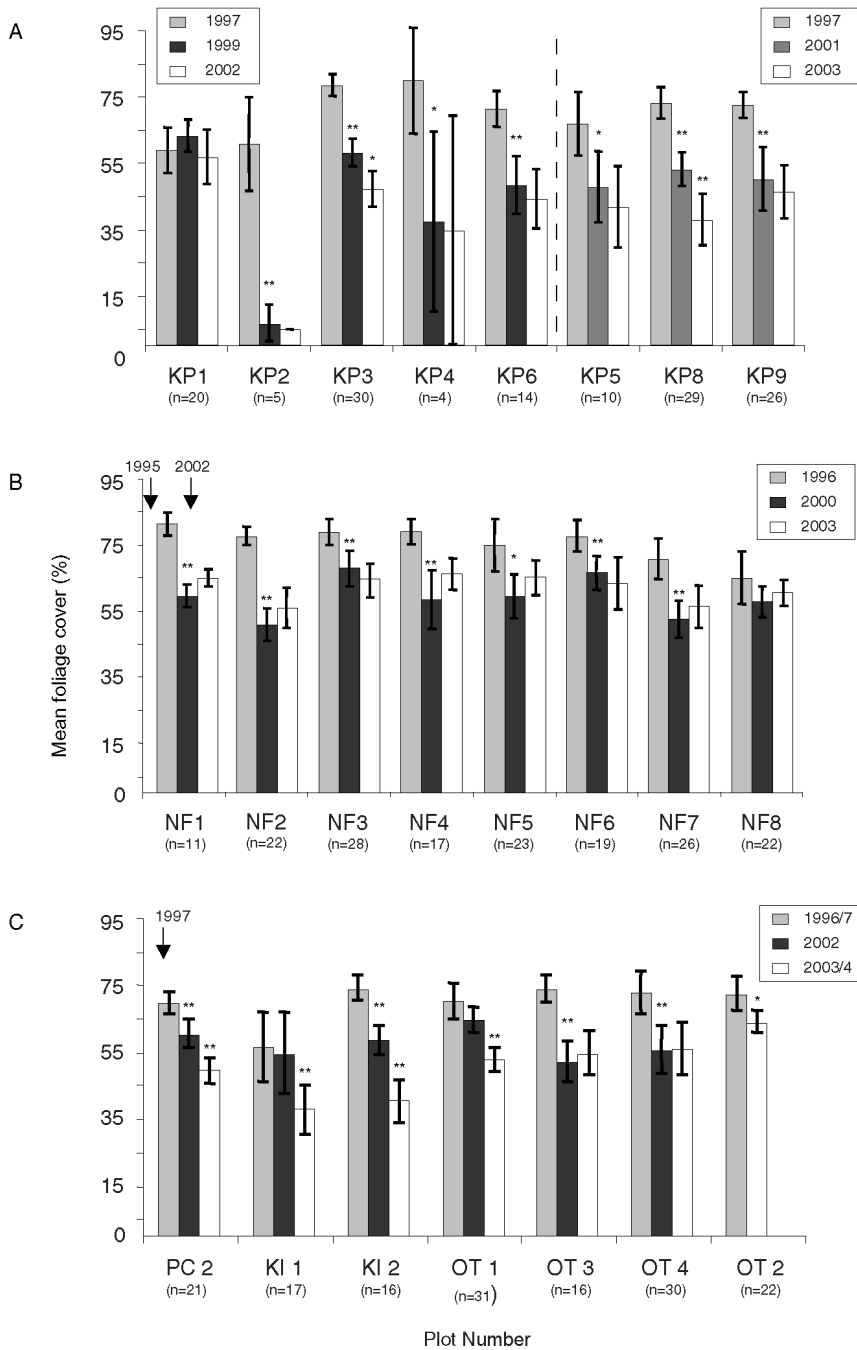 A
1997
1999
2002
1997
2001
2003
95
75
55
35
15
0
** ** * * ** * ** ** **
KP1 KP2 KP3 KP4 KP6 KP5 KP8 KP9
(n=20) (n=5) (n=30) (n=4) (n=14) (n=10) (n=29) (n=26)
B
1995 2002
1996
2000
2003
95
75
55
35
15
0
** ** ** ** * ** **
NF1 NF2 NF3 NF4 NF5 NF6 NF7 NF8
(n=11) (n=22) (n=28) (n=17) (n=23) (n=19) (n=26) (n=22)
Mean foliage cover (%)
C
1997
1996/7
2002
2003/4
95
75
55
35
15
0
** ** ** ** ** ** ** ** *
PC 2 KI 1 KI 2 OT 1 OT 3 OT 4 OT 2
(n=21) (n=17) (n=16) (n=31) (n=16) (n=30) (n=22)
Plot Number